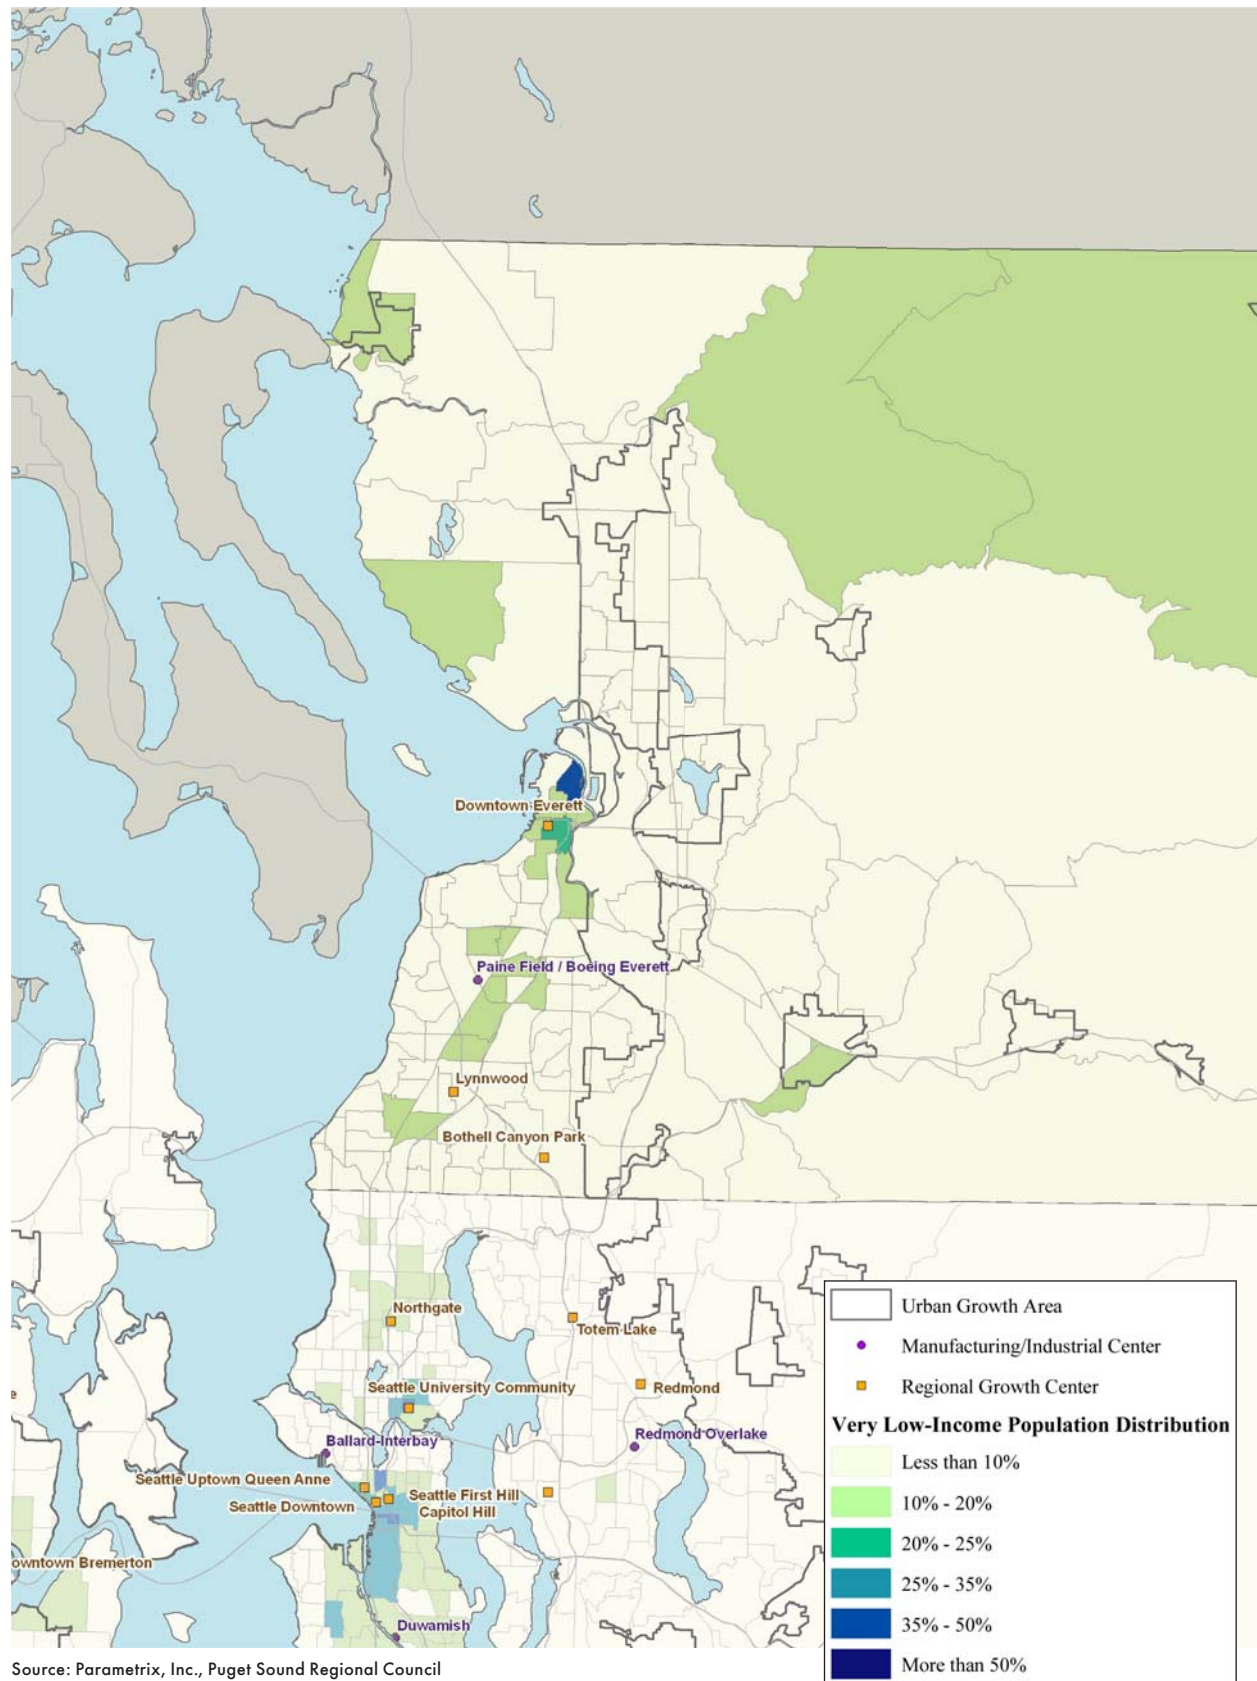 Downtown Everett
Paine Field / Boeing Everett
Lynnwood
Bothell Canyon Park
Northgate
Totem Lake
Seattle University Community
Redmond
e
Ballard-Interbay
Redmond Overlake
Seattle Uptown Queen Anne
Seattle First Hill
Seattle Downtown
Capitol Hill
owntown Bremerton
Duwamish
Urban Growth Area
Manufacturing/Industrial Center
Regional Growth Center
Very Low-Income Population Distribution
Less than 10%
10% - 20%
20% - 25%
25% - 35%
35% - 50%
More than 50%
Source: Parametrix, Inc., Puget Sound Regional Council